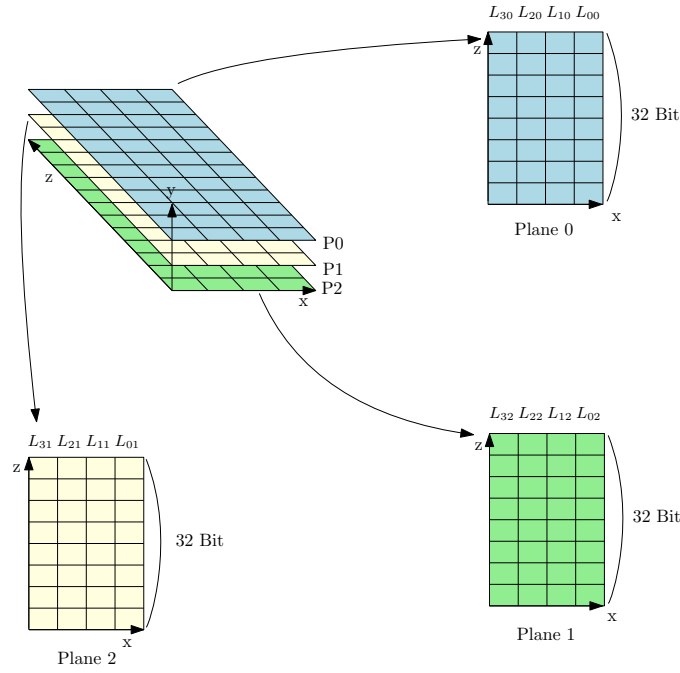 L30 L20 L10 L00
z
32 Bit
x
Plane 0
z
y
P0
P1
P2
x
L31 L21 L11 L01
z
32 Bit
x
Plane 2
L32 L22 L12 L02
z
32 Bit
x
Plane 1